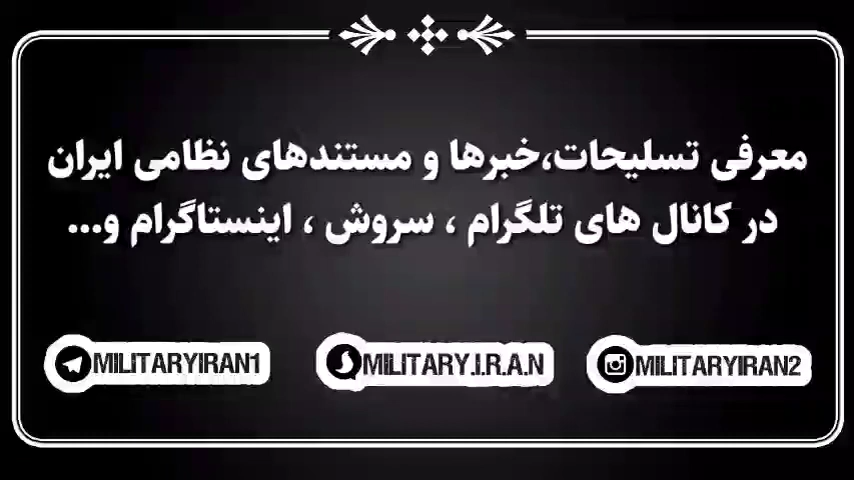 معرفی تسلیحات،خبرها و مستندهای نظامی ایران
در کانال های تلگرام ، سروش ، اینستاگرام و...
MILITARYIRAN1
MILITARY.I.R.A.N
MILITARYIRAN2